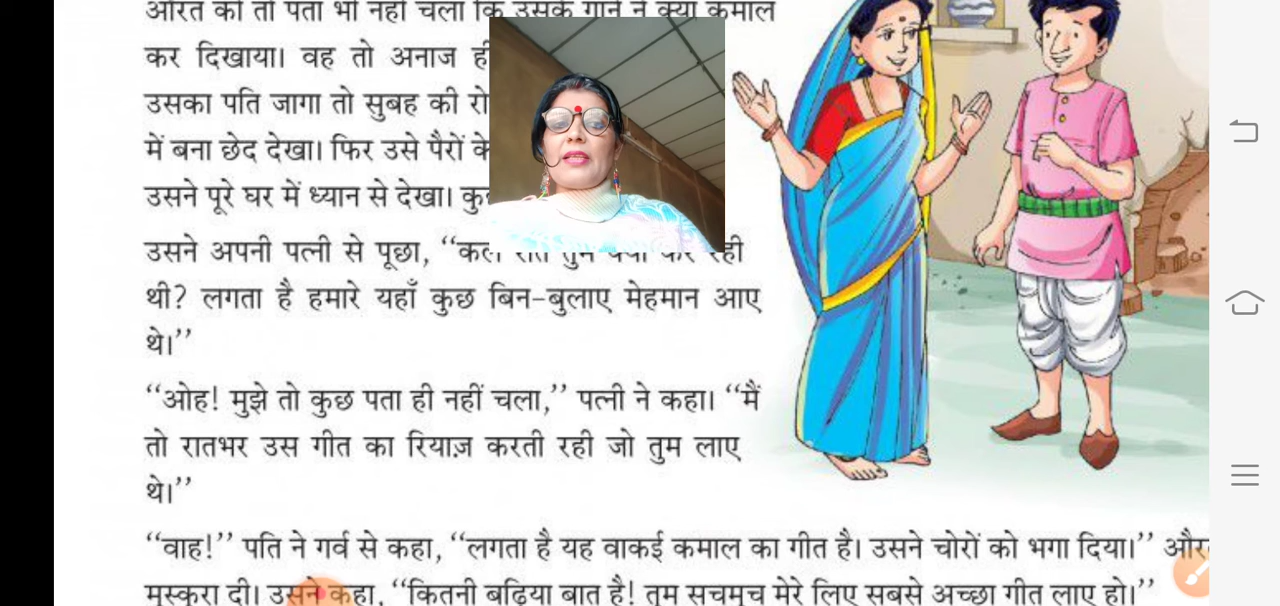 औरत को तो पता भी नहीं चला कि उसके गाने ने क्या कमाल
कर दिखाया। वह तो अनाज ही
उसका पति जागा तो सुबह की
में बना छेद देखा। फिर उसे पैरों के
उसने पूरे घर में ध्यान से देखा।
उसने अपनी पत्नी से पूछा, “कल रात तुम क्या कर रही
थी? लगता है हमारे यहाँ कुछ बिन-बुलाए मेहमान आए
थे।”
“ओह! मुझे तो कुछ पता ही नहीं चला,” पत्नी ने कहा। “मैं
तो रातभर उस गीत का रियाज़ करती रही जो तुम लाए
थे।”
“वाह!” पति ने गर्व से कहा, “लगता है यह वाकई कमाल का गीत है। उसने चोरों को भगा दिया।” और
मुस्कुरा दी। उसने कहा, “कितनी बढ़िया बात है! तुम सचमुच मेरे लिए सबसे अच्छा गीत लाए हो।”